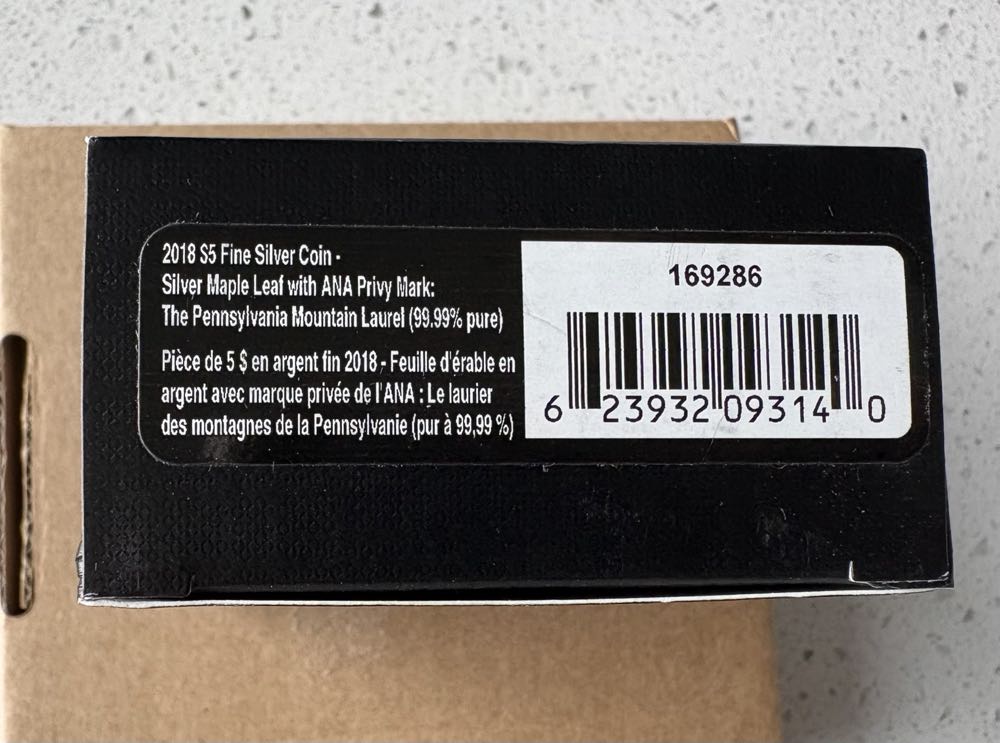 2018 $5 Fine Silver Coin -
Silver Maple Leaf with ANA Privy Mark:
The Pennsylvania Mountain Laurel (99.99% pure)
Pièce de 5 $ en argent fin 2018 - Feuille d'érable en
argent avec marque privée de l'ANA : Le laurier
des montagnes de la Pennsylvanie (pur à 99,99 %)
169286
6 23932 09314 0